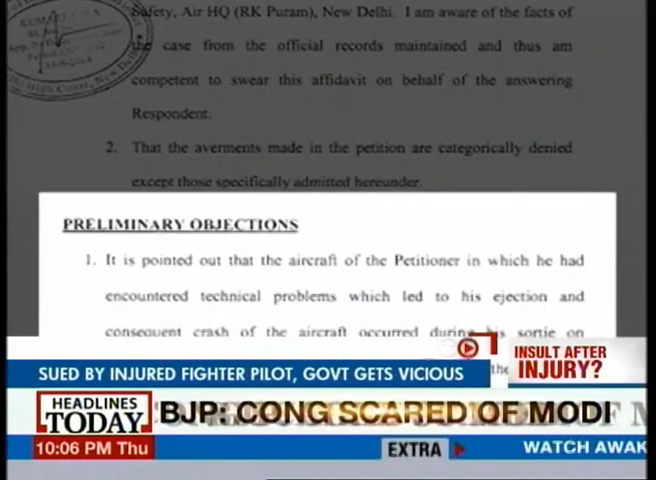 Safety, Air HQ (RK Puram), New Delhi. I am aware of the facts of
the case from the official records maintained and thus am
competent to swear this affidavit on behalf of the answering
Respondent.
2. That the averments made in the petition are categorically denied
except those specifically admitted hereunder.
PRELIMINARY OBJECTIONS
1. It is pointed out that the aircraft of the Petitioner in which he had
encountered technical problems which led to his ejection and
consequent crash of the aircraft occurred during his sortie on
the
INSULT AFTER
INJURY?
SUED BY INJURED FIGHTER PILOT, GOVT GETS VICIOUS
HEADLINES
TODAY
BJP: CONG SCARED OF MODI
10:06 PM Thu
EXTRA
WATCH AWAK